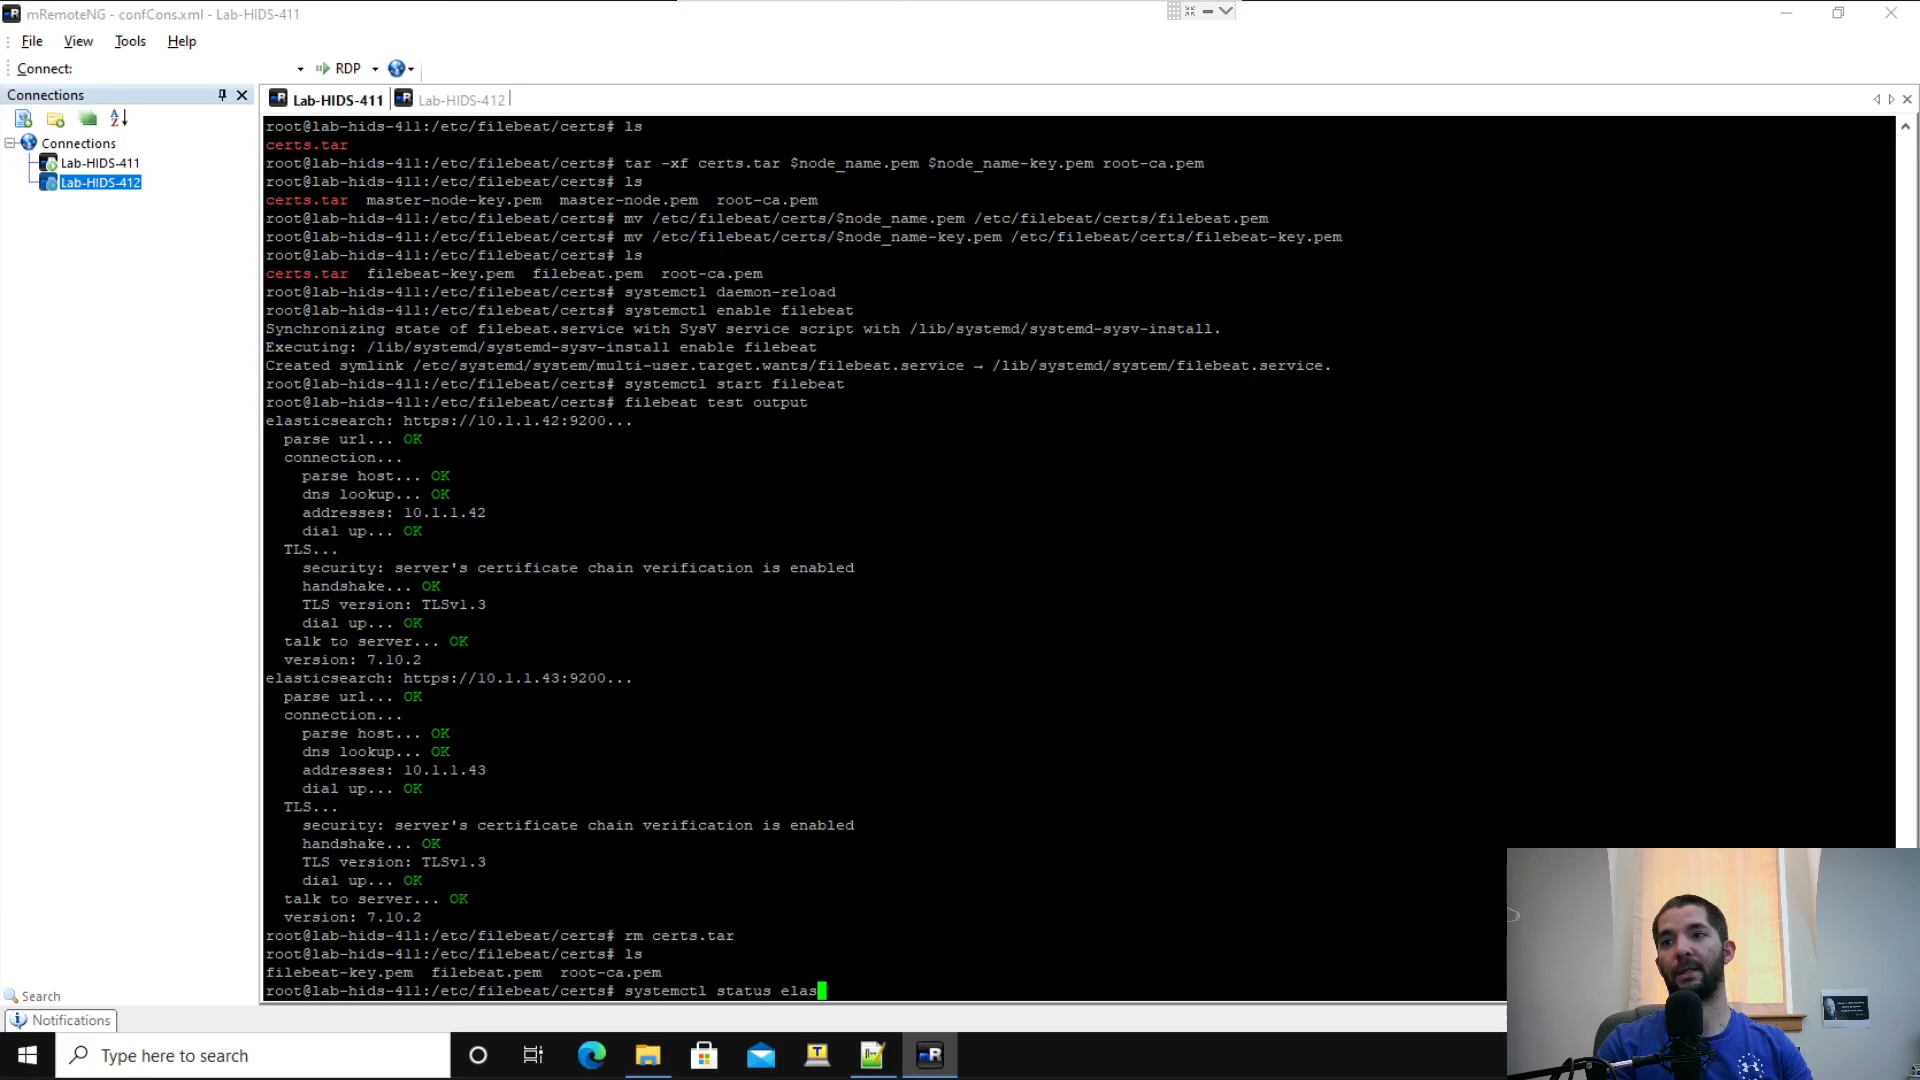 mRemoteNG - confCons.xml - Lab-HIDS-411
File View Tools Help
Connect: RDP
Connections
Lab-HIDS-411 Lab-HIDS-412
Connections
Lab-HIDS-411
Lab-HIDS-412
root@lab-hids-411:/etc/filebeat/certs# ls
certs.tar
root@lab-hids-411:/etc/filebeat/certs# tar -xf certs.tar $node_name.pem $node_name-key.pem root-ca.pem
root@lab-hids-411:/etc/filebeat/certs# ls
certs.tar master-node-key.pem master-node.pem root-ca.pem
root@lab-hids-411:/etc/filebeat/certs# mv /etc/filebeat/certs/$node_name.pem /etc/filebeat/certs/filebeat.pem
root@lab-hids-411:/etc/filebeat/certs# mv /etc/filebeat/certs/$node_name-key.pem /etc/filebeat/certs/filebeat-key.pem
root@lab-hids-411:/etc/filebeat/certs# ls
certs.tar filebeat-key.pem filebeat.pem root-ca.pem
root@lab-hids-411:/etc/filebeat/certs# systemctl daemon-reload
root@lab-hids-411:/etc/filebeat/certs# systemctl enable filebeat
Synchronizing state of filebeat.service with SysV service script with /lib/systemd/systemd-sysv-install.
Executing: /lib/systemd/systemd-sysv-install enable filebeat
Created symlink /etc/systemd/system/multi-user.target.wants/filebeat.service → /lib/systemd/system/filebeat.service.
root@lab-hids-411:/etc/filebeat/certs# systemctl start filebeat
root@lab-hids-411:/etc/filebeat/certs# filebeat test output
elasticsearch: https://10.1.1.42:9200...
parse url... OK
connection...
parse host... OK
dns lookup... OK
addresses: 10.1.1.42
dial up... OK
TLS...
security: server's certificate chain verification is enabled
handshake... OK
TLS version: TLSv1.3
dial up... OK
talk to server... OK
version: 7.10.2
elasticsearch: https://10.1.1.43:9200...
parse url... OK
connection...
parse host... OK
dns lookup... OK
addresses: 10.1.1.43
dial up... OK
TLS...
security: server's certificate chain verification is enabled
handshake... OK
TLS version: TLSv1.3
dial up... OK
talk to server... OK
version: 7.10.2
root@lab-hids-411:/etc/filebeat/certs# rm certs.tar
root@lab-hids-411:/etc/filebeat/certs# ls
filebeat-key.pem filebeat.pem root-ca.pem
root@lab-hids-411:/etc/filebeat/certs# systemctl status elas
Search
Notifications
Type here to search